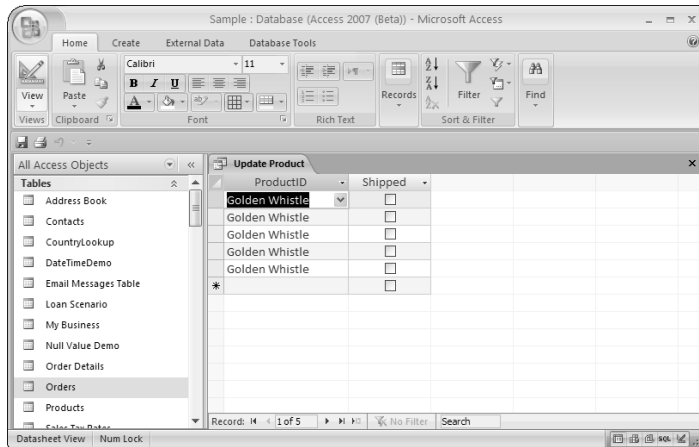 Sample : Database (Access 2007 (Beta)) - Microsoft Access
Home Create External Data Database Tools
View
Paste
Calibri 11
B I U
A
Records
Filter
Find
Views Clipboard Font Rich Text Sort & Filter
All Access Objects
Update Product
Tables
ProductID Shipped
Address Book
Golden Whistle
Contacts
Golden Whistle
CountryLookup
Golden Whistle
DateTimeDemo
Golden Whistle
Email Messages Table
Golden Whistle
Loan Scenario
My Business
Null Value Demo
Order Details
Orders
Products
Sales Tax Rates
Record: 1 of 5 No Filter Search
Datasheet View Num Lock SQL